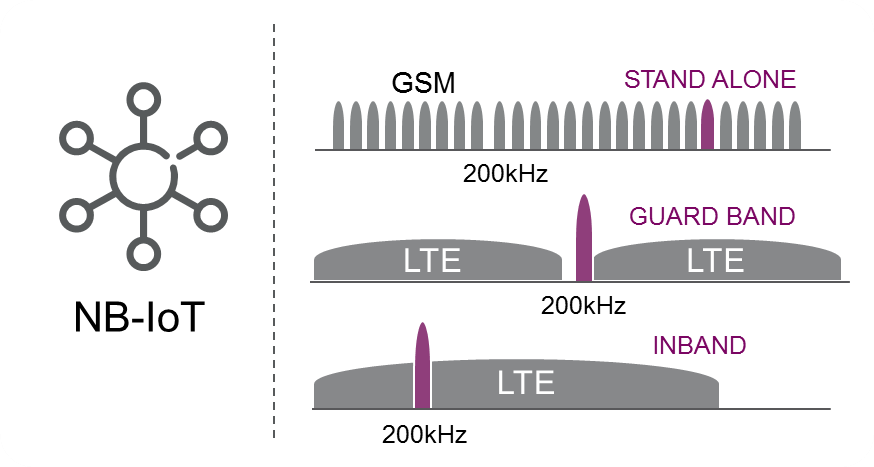 NB-IoT
GSM
STAND ALONE
200kHz
GUARD BAND
LTE
LTE
200kHz
INBAND
LTE
200kHz